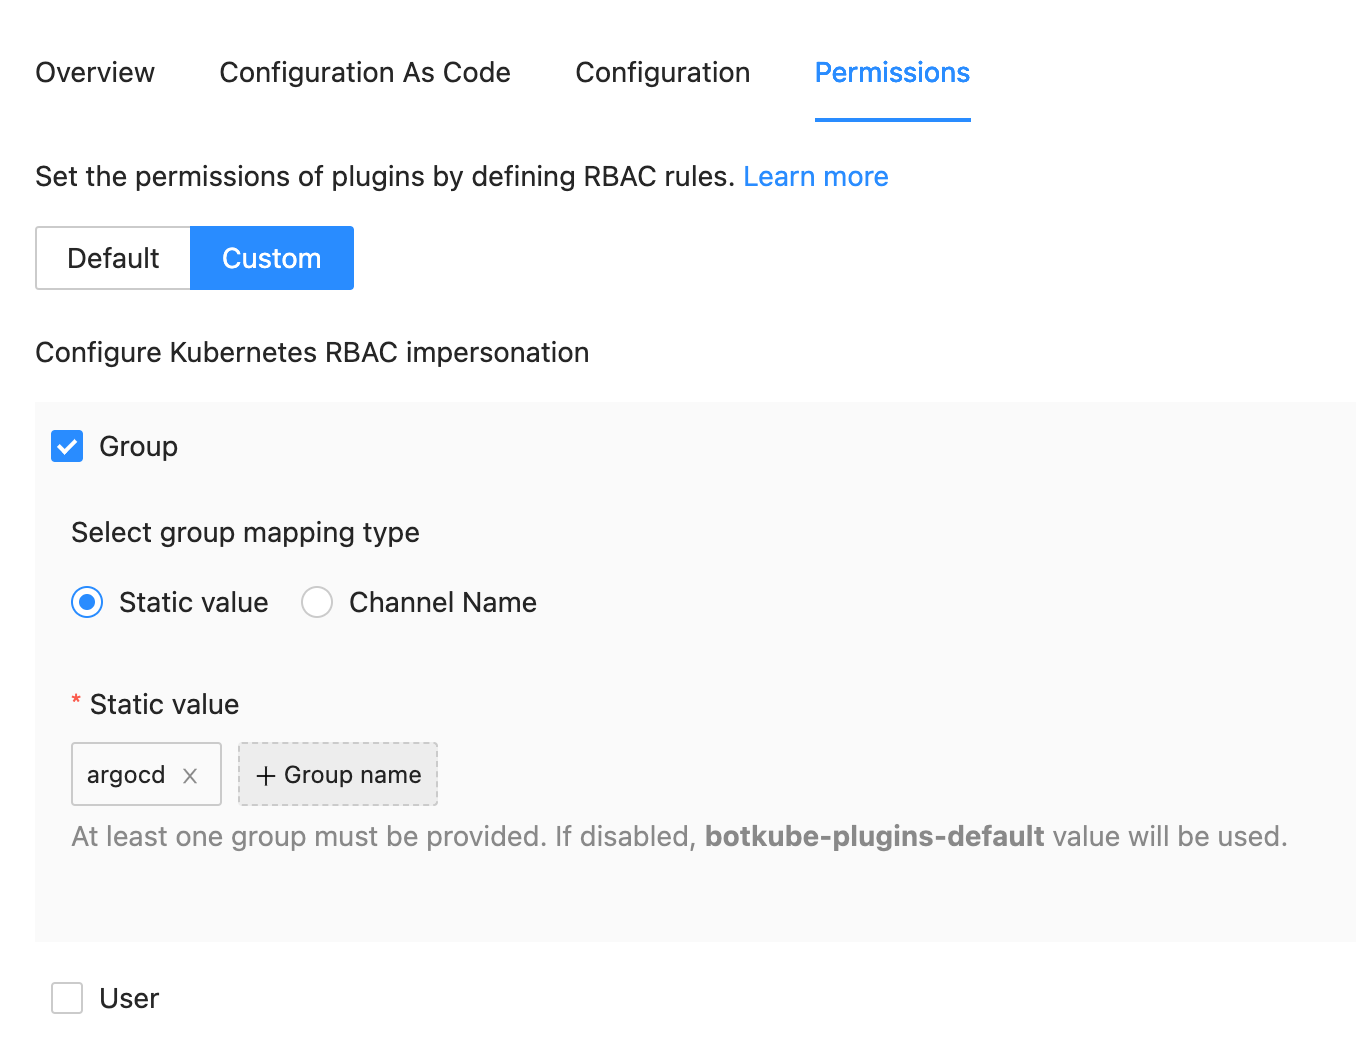 Overview Configuration As Code Configuration Permissions
Set the permissions of plugins by defining RBAC rules. Learn more
Default Custom
Configure Kubernetes RBAC impersonation
Group
Select group mapping type
Static value Channel Name
* Static value
argocd × + Group name
At least one group must be provided. If disabled, botkube-plugins-default value will be used.
User